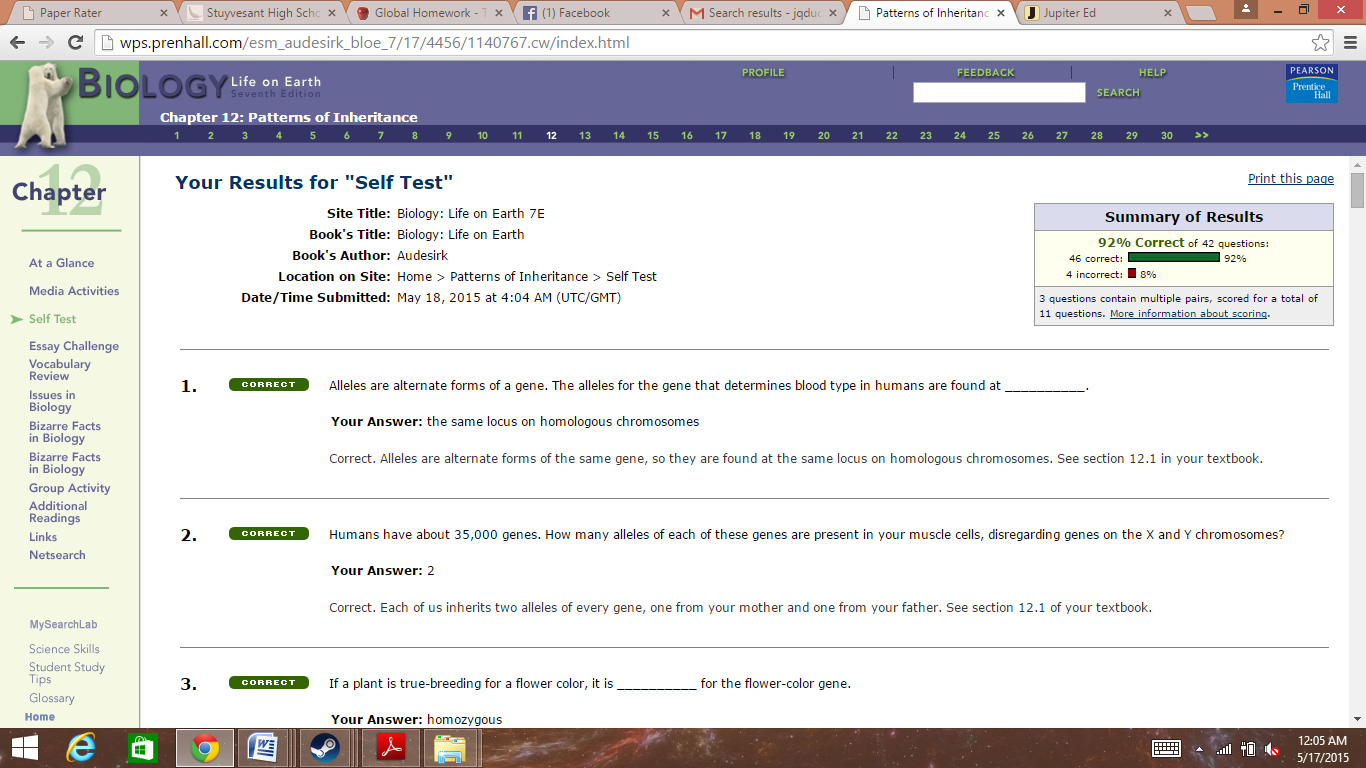 Paper Rater
Stuyvesant High Scho
Global Homework - T
(1) Facebook
Search results - jqduc
Patterns of Inheritanc
Jupiter Ed
wps.prenhall.com/esm_audesirk_bloe_7/17/4456/1140767.cw/index.html
BIOLOGY Life on Earth
Seventh Edition
PROFILE FEEDBACK HELP
SEARCH
PEARSON
Prentice
Hall
Chapter 12: Patterns of Inheritance
1 2 3 4 5 6 7 8 9 10 11 12 13 14 15 16 17 18 19 20 21 22 23 24 25 26 27 28 29 30 >>
12
Chapter
At a Glance
Media Activities
Self Test
Essay Challenge
Vocabulary
Review
Issues in
Biology
Bizarre Facts
in Biology
Bizarre Facts
in Biology
Group Activity
Additional
Readings
Links
Netsearch
MySearchLab
Science Skills
Student Study
Tips
Glossary
Home
Your Results for "Self Test"
Print this page
Site Title: Biology: Life on Earth 7E
Book's Title: Biology: Life on Earth
Book's Author: Audesirk
Location on Site: Home > Patterns of Inheritance > Self Test
Date/Time Submitted: May 18, 2015 at 4:04 AM (UTC/GMT)
Summary of Results
92% Correct of 42 questions:
46 correct: 92%
4 incorrect: 8%
3 questions contain multiple pairs, scored for a total of
11 questions. More information about scoring.
1. CORRECT Alleles are alternate forms of a gene. The alleles for the gene that determines blood type in humans are found at __________.
Your Answer: the same locus on homologous chromosomes
Correct. Alleles are alternate forms of the same gene, so they are found at the same locus on homologous chromosomes. See section 12.1 in your textbook.
2. CORRECT Humans have about 35,000 genes. How many alleles of each of these genes are present in your muscle cells, disregarding genes on the X and Y chromosomes?
Your Answer: 2
Correct. Each of us inherits two alleles of every gene, one from your mother and one from your father. See section 12.1 of your textbook.
3. CORRECT If a plant is true-breeding for a flower color, it is __________ for the flower-color gene.
Your Answer: homozygous
12:05 AM
5/17/2015